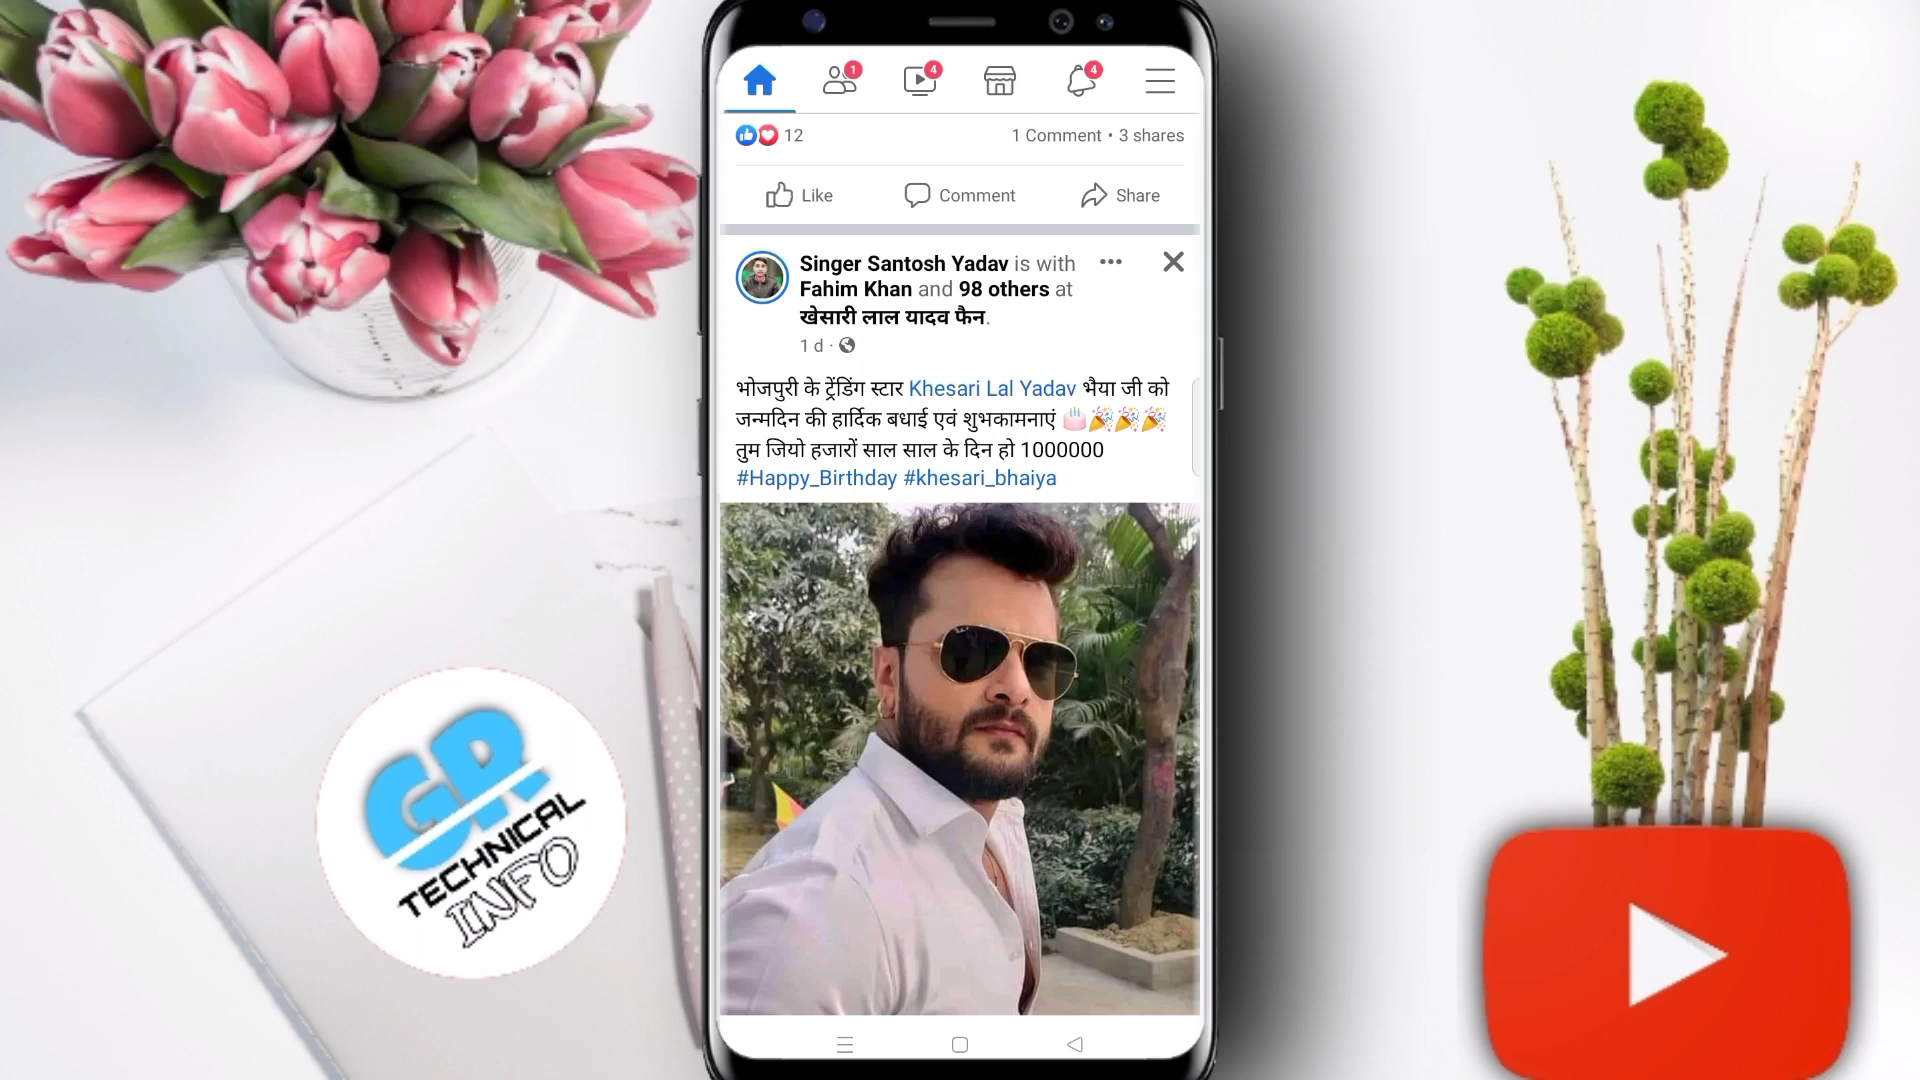 1
4
4
12
1 Comment • 3 shares
Like
Comment
Share
Singer Santosh Yadav is with
Fahim Khan and 98 others at
खेसारी लाल यादव फैन.
1 d ·
भोजपुरी के ट्रेंडिंग स्टार Khesari Lal Yadav भैया जी को
जन्मदिन की हार्दिक बधाई एवं शुभकामनाएं 🎂🎉🎉🎉
तुम जियो हजारों साल साल के दिन हो 1000000
#Happy_Birthday #khesari_bhaiya
GR
TECHNICAL
INFO